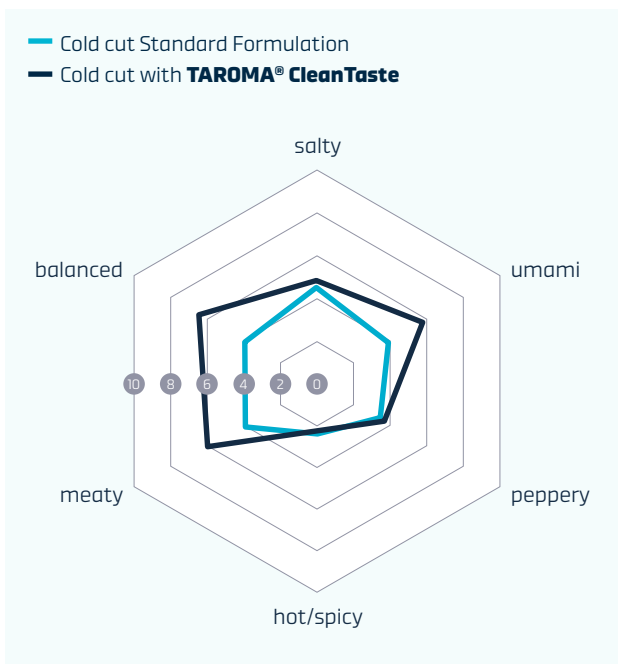 Cold cut Standard Formulation
Cold cut with TAROMA® CleanTaste
salty
balanced
umami
10 8 6 4 2 0
meaty
peppery
hot/spicy